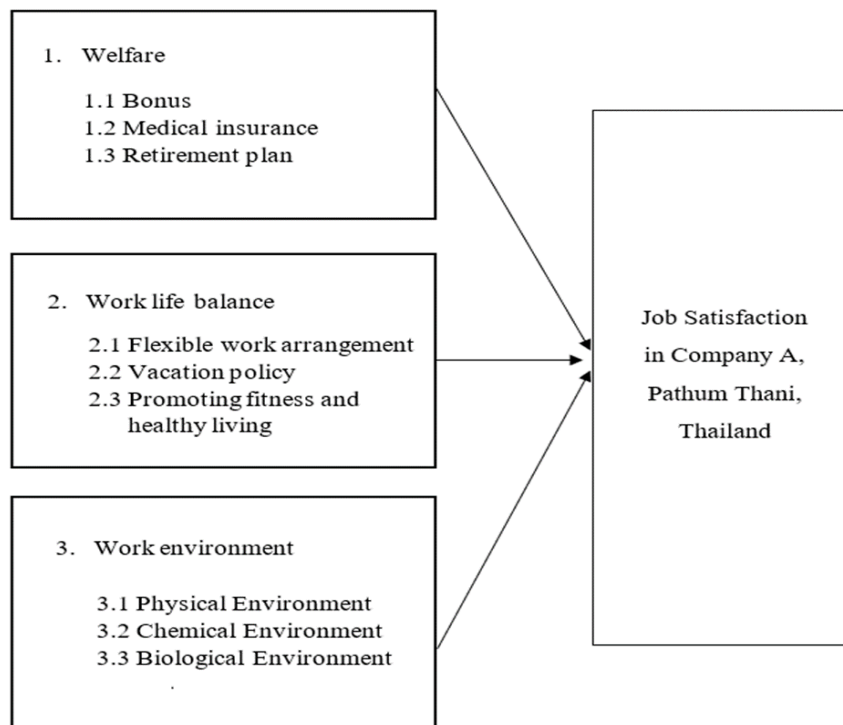 1. Welfare
1.1 Bonus
1.2 Medical insurance
1.3 Retirement plan
2. Work life balance
2.1 Flexible work arrangement
2.2 Vacation policy
2.3 Promoting fitness and
healthy living
3. Work environment
3.1 Physical Environment
3.2 Chemical Environment
3.3 Biological Environment
Job Satisfaction
in Company A,
Pathum Thani,
Thailand